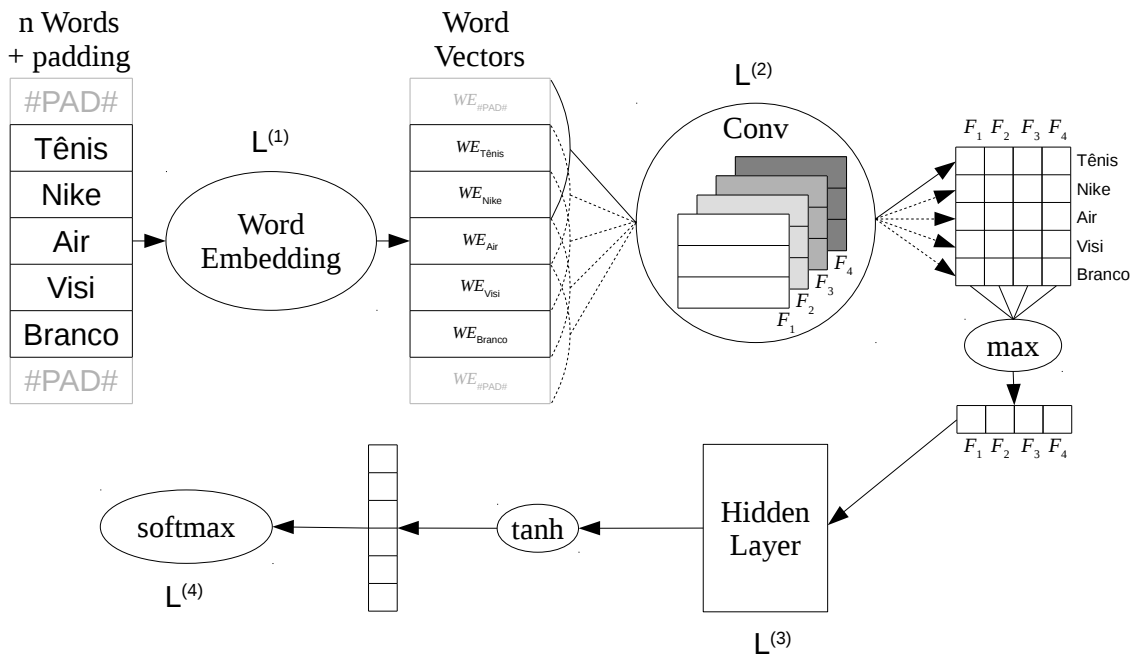 n Words
+ padding
#PAD#
Tênis
Nike
Air
Visi
Branco
#PAD#
L(1)
Word
Embedding
Word
Vectors
WE#PAD#
WETênis
WENike
WEAir
WEVisi
WEBranco
WE#PAD#
L(2)
Conv
F4
F3
F2
F1
F1 F2 F3 F4
Tênis
Nike
Air
Visi
Branco
max
F1 F2 F3 F4
Hidden
Layer
L(3)
tanh
softmax
L(4)